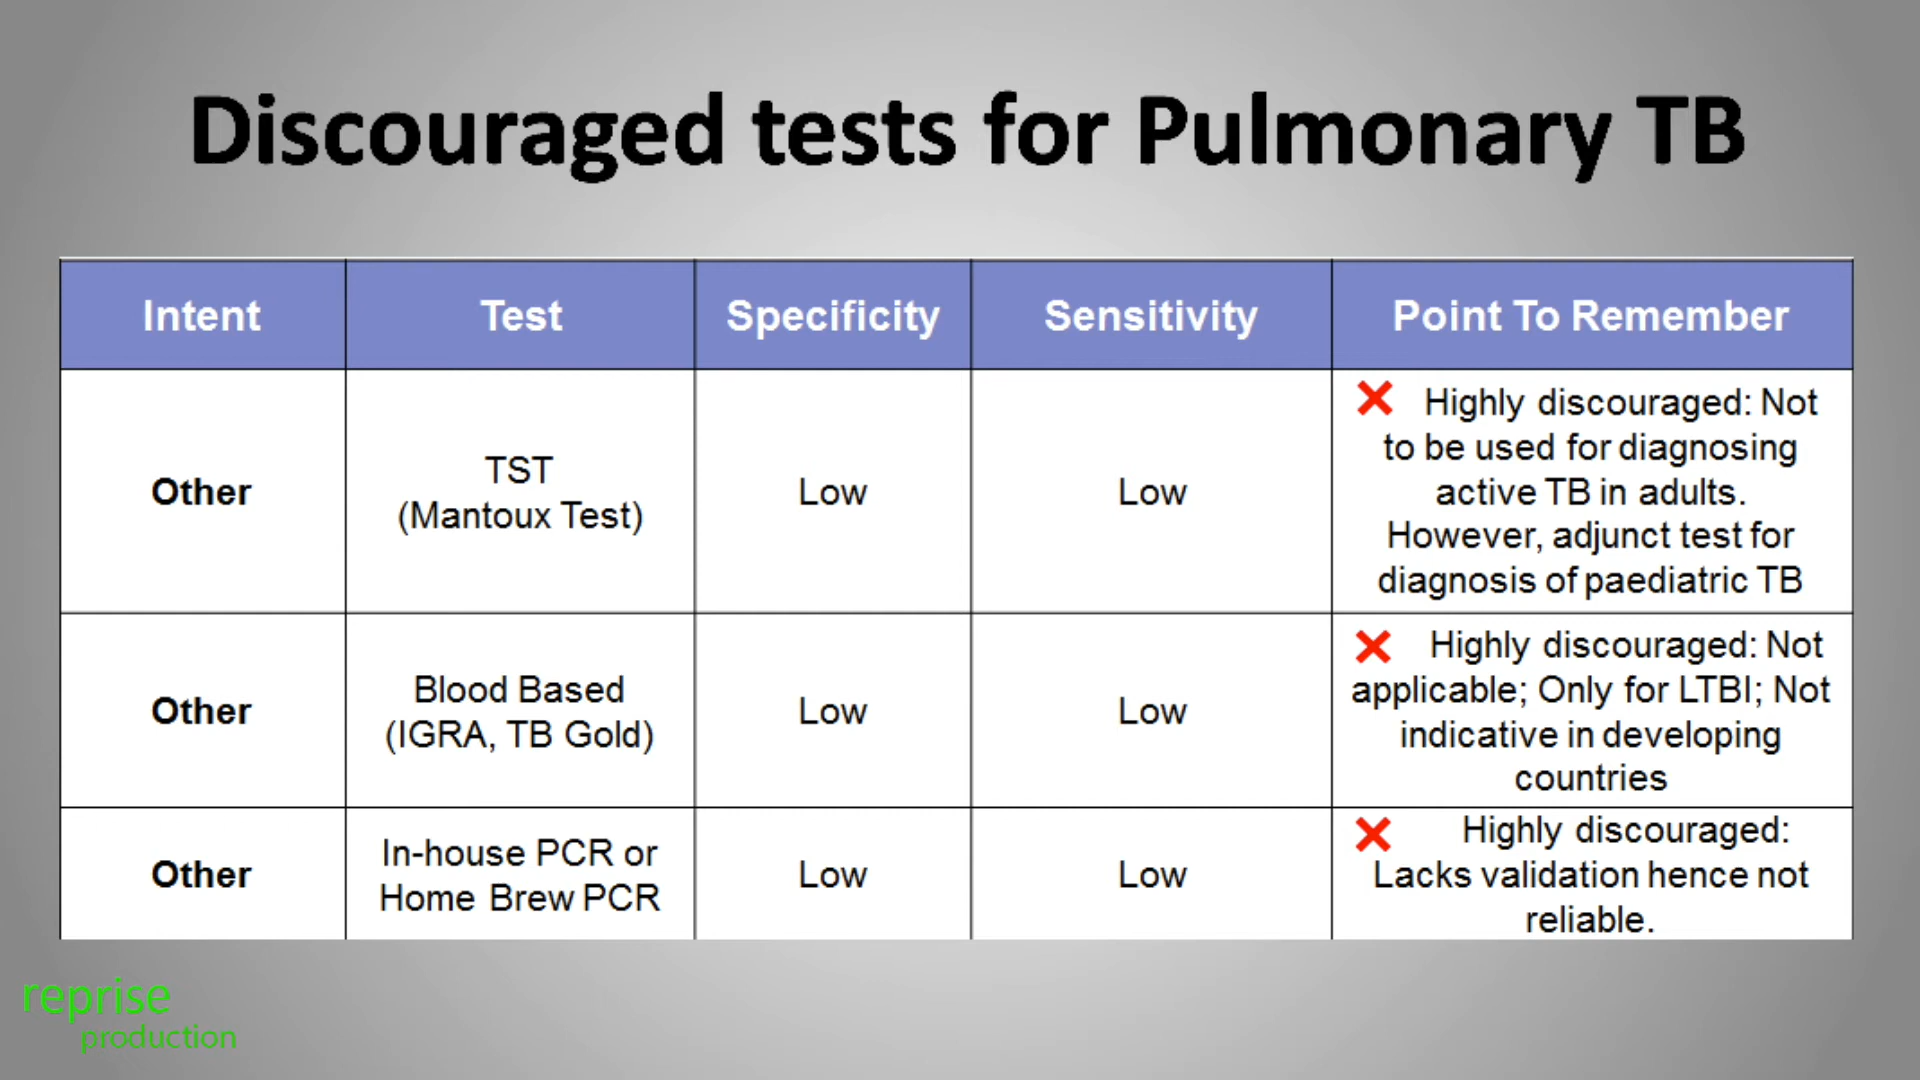 Discouraged tests for Pulmonary TB
Intent
Test
Specificity
Sensitivity
Point To Remember
Other
TST
(Mantoux Test)
Low
Low
Highly discouraged: Not
to be used for diagnosing
active TB in adults.
However, adjunct test for
diagnosis of paediatric TB
Other
Blood Based
(IGRA, TB Gold)
Low
Low
Highly discouraged: Not
applicable; Only for LTBI; Not
indicative in developing
countries
Other
In-house PCR or
Home Brew PCR
Low
Low
Highly discouraged:
Lacks validation hence not
reliable.
reprise
production